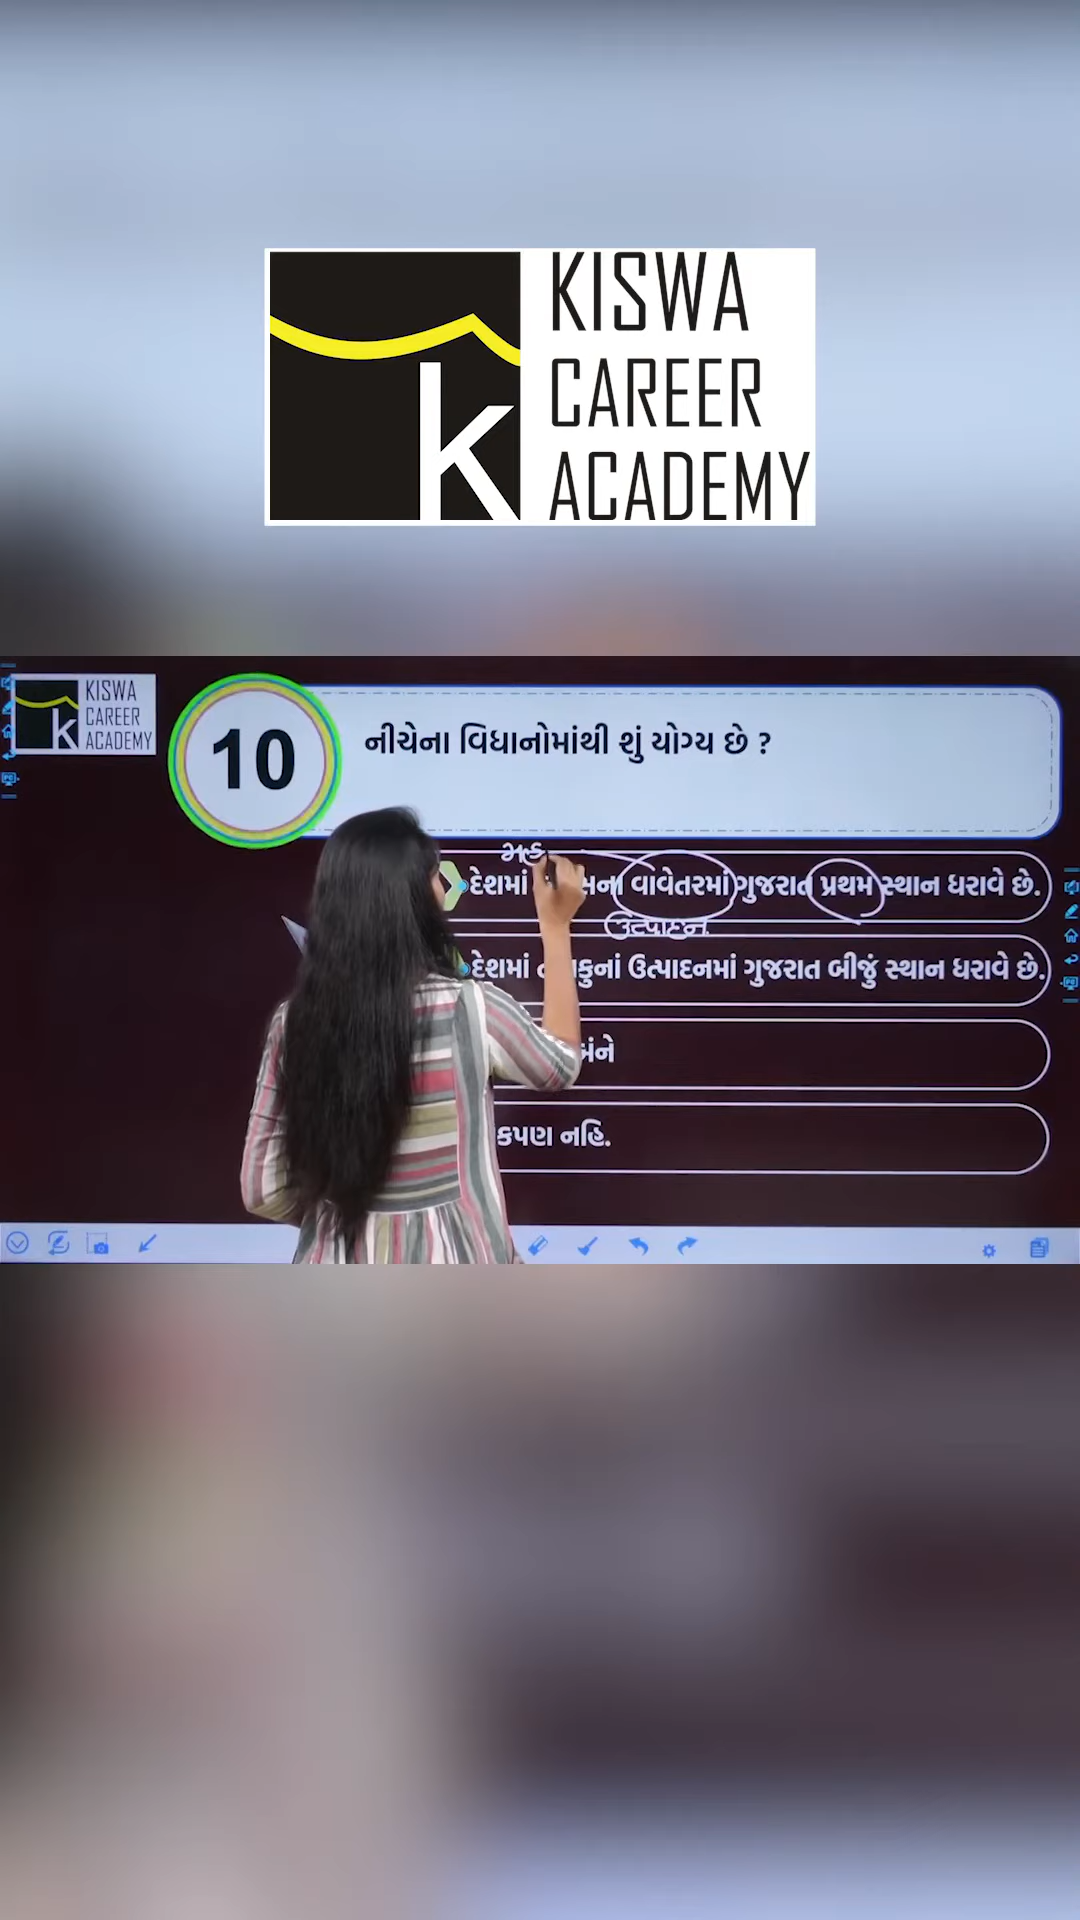 KISWA
CAREER
ACADEMY
k
KISWA
CAREER
ACADEMY
k
10
નીચેના વિધાનોમાંથી શું યોગ્ય છે ?
મહ
દેશમાં વાવેતરમાં ગુજરાત પ્રથમ સ્થાન ધરાવે છે.
ઉત્પાદન
દેશમાં ઉત્પાદનમાં ગુજરાત બીજું સ્થાન ધરાવે છે.
નહિ.